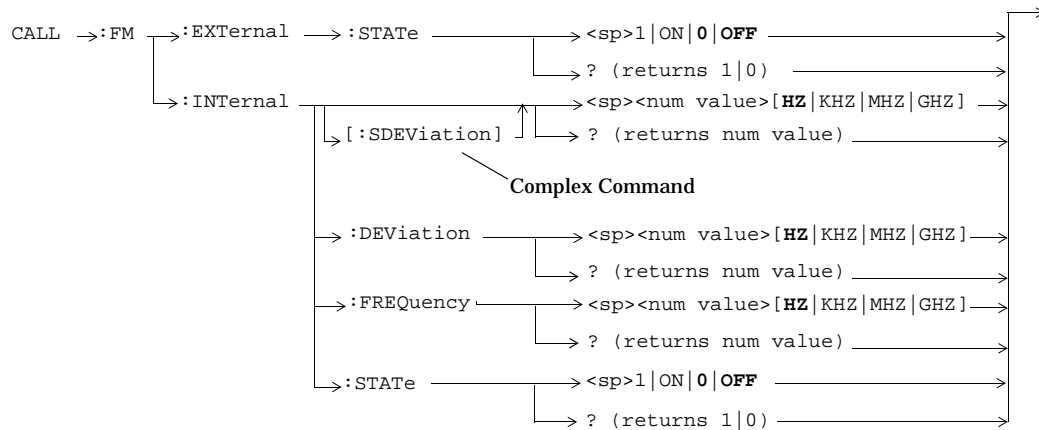 CALL :FM :EXTernal :STATe <sp>1|ON|0|OFF
? (returns 1|0)
:INTernal <sp><num value>[HZ|KHZ|MHZ|GHZ]
[:SDEViation] ? (returns num value)
Complex Command
:DEViation <sp><num value>[HZ|KHZ|MHZ|GHZ]
? (returns num value)
:FREQuency <sp><num value>[HZ|KHZ|MHZ|GHZ]
? (returns num value)
:STATe <sp>1|ON|0|OFF
? (returns 1|0)